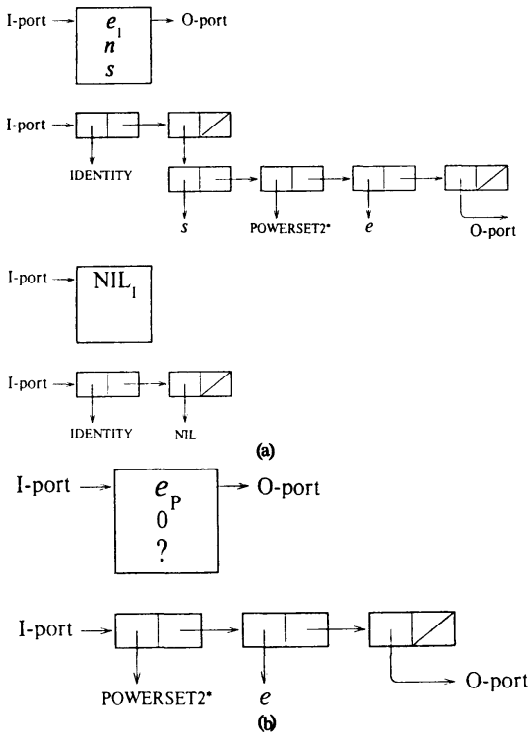 I-port e1 O-port
n
s
I-port
IDENTITY
s POWERSET2* e O-port
I-port NIL1
I-port
IDENTITY NIL
(a)
I-port eP O-port
0
?
I-port
POWERSET2* e O-port
(b)